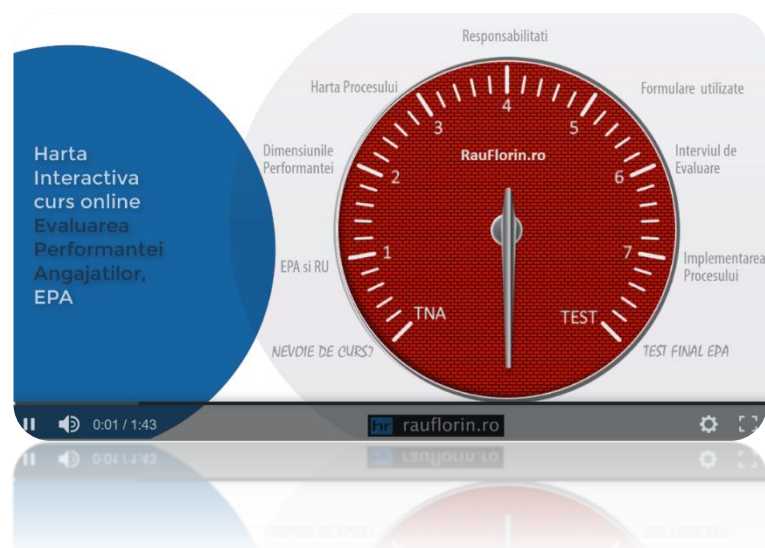 Harta
Interactiva
curs online
Evaluarea
Performantei
Angajatilor,
EPA
Responsabilitati
Harta Procesului
Formulare utilizate
Dimensiunile
Performantei
Interviul de
Evaluare
EPA si RU
Implementarea
Procesului
NEVOIE DE CURS?
TEST FINAL EPA
RauFlorin.ro
TNA
1
2
3
4
5
6
7
TEST
0:01 / 1:43
hr rauflorin.ro